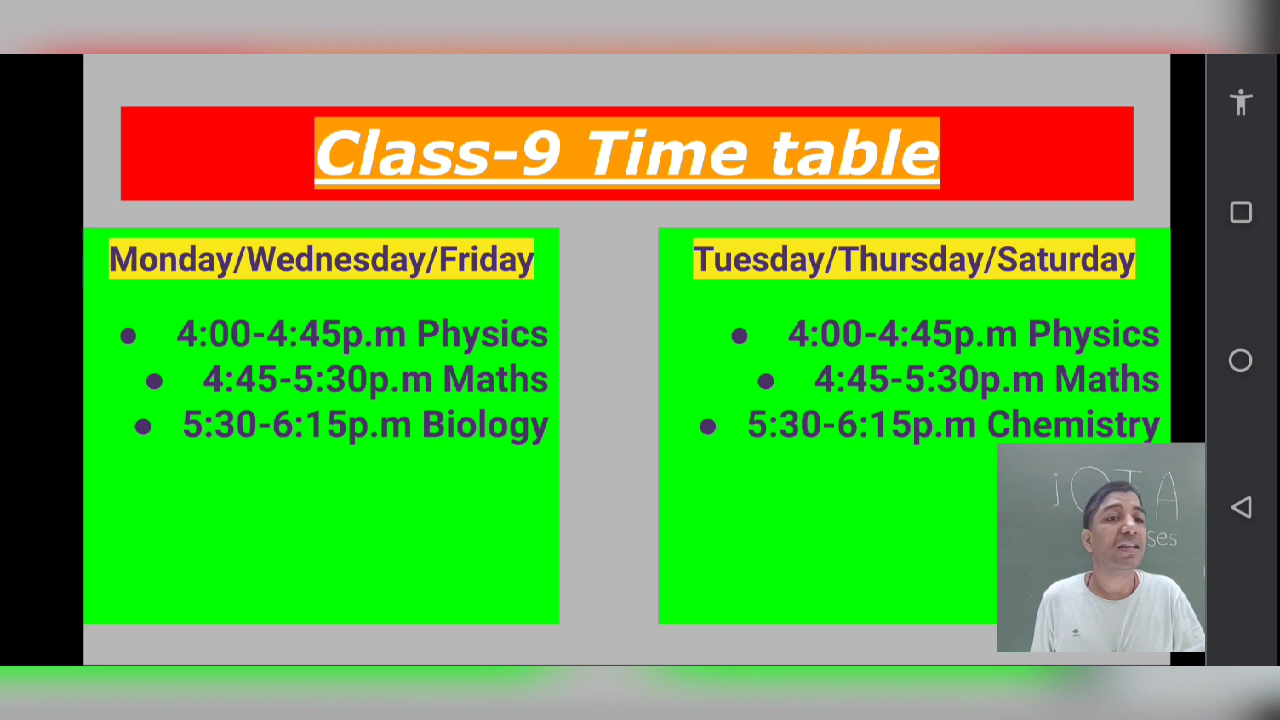 Class-9 Time table
Monday/Wednesday/Friday
● 4:00-4:45p.m Physics
● 4:45-5:30p.m Maths
● 5:30-6:15p.m Biology
Tuesday/Thursday/Saturday
● 4:00-4:45p.m Physics
● 4:45-5:30p.m Maths
● 5:30-6:15p.m Chemistry
iOTA